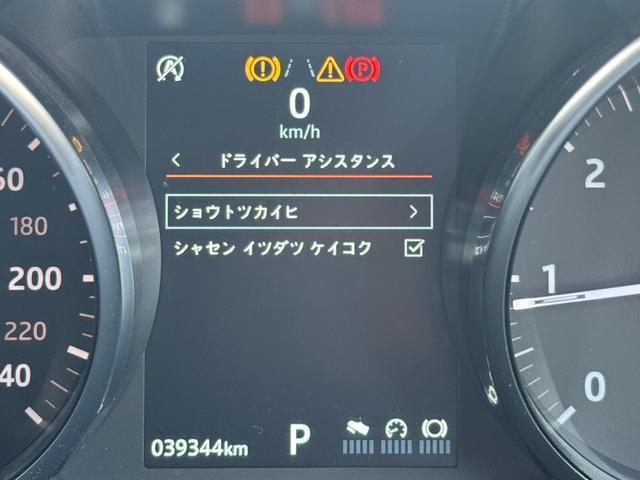 0
km/h
ドライバー アシスタンス
ショウトツカイヒ
シャセン イツダツ ケイコク
039344km
P
180
200
220
2
1
0